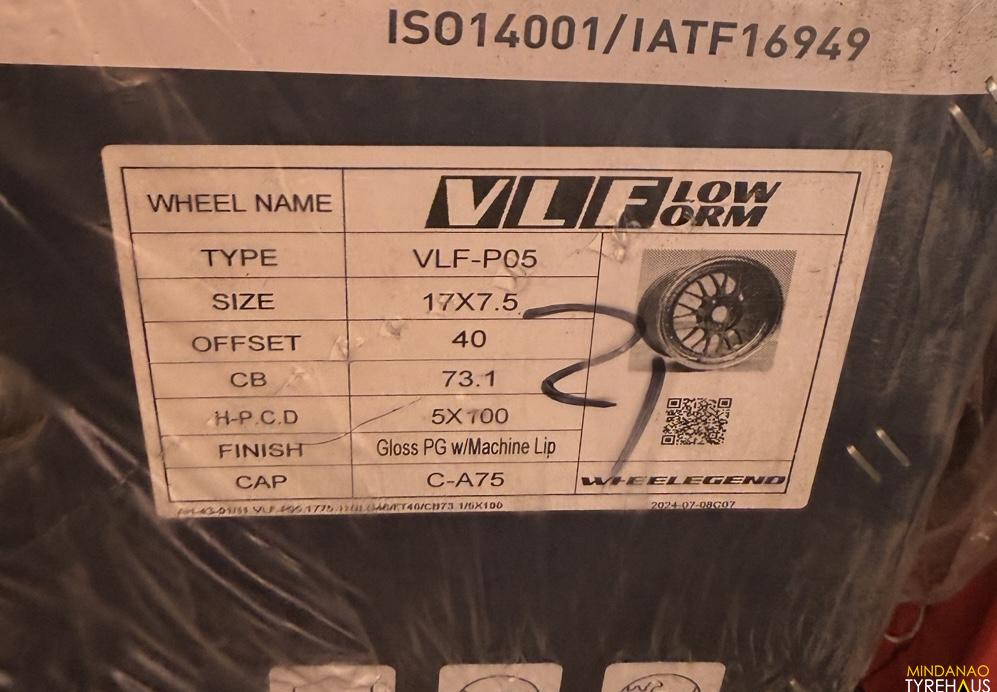 ISO14001/IATF16949
WHEEL NAME VLF LOW FORM
TYPE VLF-P05
SIZE 17X7.5
OFFSET 40
CB 73.1
H-P.C.D 5X100
FINISH Gloss PG w/Machine Lip
CAP C-A75
WHEELEGEND
2024-07-08C07
MINDANAO
TYREHAUS